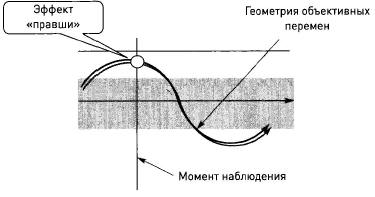 Эффект
«правши»
Геометрия объективных
перемен
Момент наблюдения